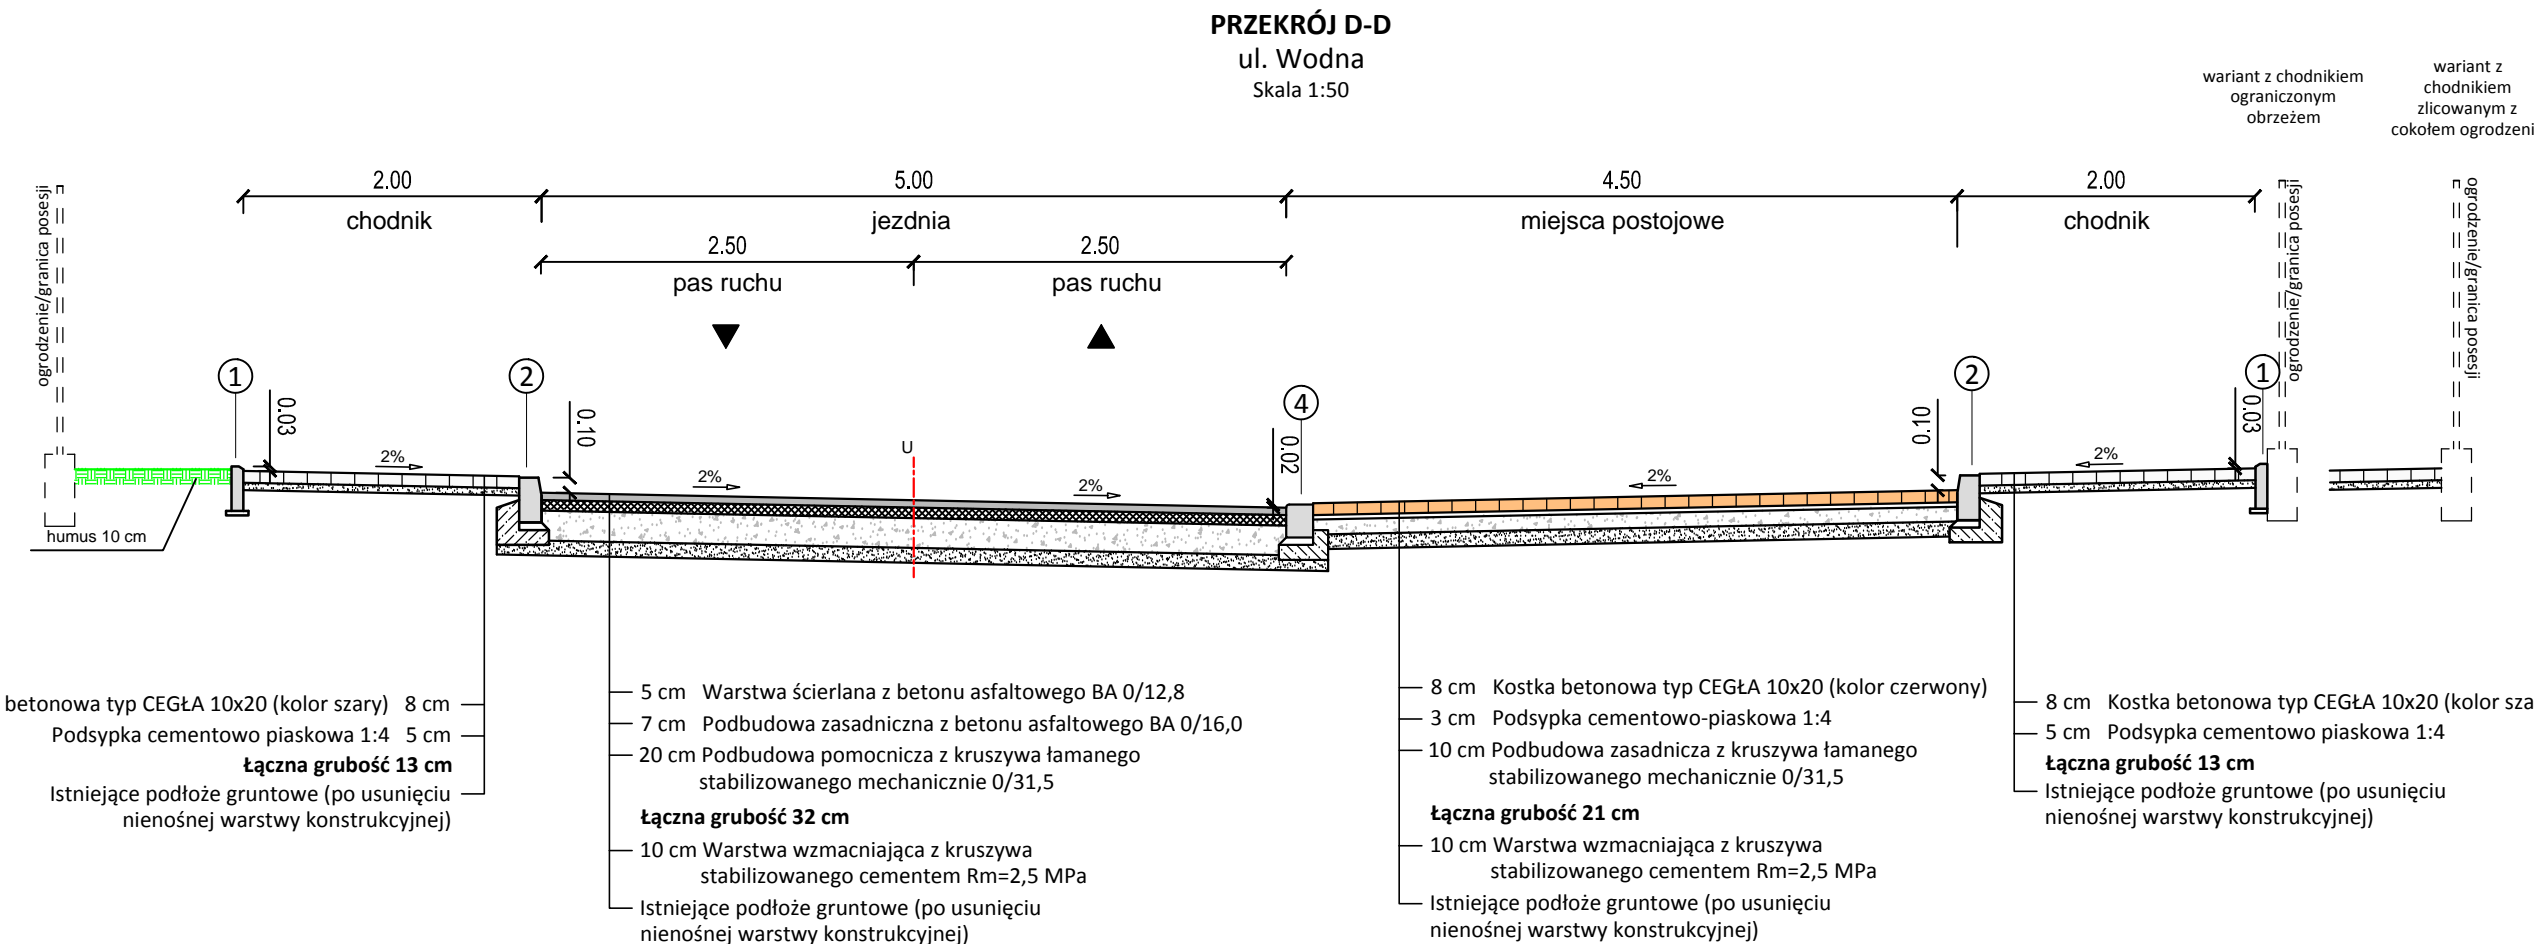 PRZEKRÓJ D-D
ul. Wodna
Skala 1:50
wariant z chodnikiem
ograniczonym
obrzeżem
wariant z
chodnikiem
zlicowanym z
cokołem ogrodzeni
ogrodzenie/granica posesji
2.00
chodnik
5.00
jezdnia
4.50
miejsca postojowe
2.00
chodnik
2.50
pas ruchu
2.50
pas ruchu
ogrodzenie/granica posesji
ogrodzenie/granica posesji
1
0.03
2
0.10
4
0.02
2
0.10
1
0.03
2%
2%
U
2%
2%
2%
humus 10 cm
betonowa typ CEGŁA 10x20 (kolor szary) 8 cm
Podsypka cementowo piaskowa 1:4 5 cm
Łączna grubość 13 cm
Istniejące podłoże gruntowe (po usunięciu
nienośnej warstwy konstrukcyjnej)
5 cm Warstwa ścierlana z betonu asfaltowego BA 0/12,8
7 cm Podbudowa zasadniczna z betonu asfaltowego BA 0/16,0
20 cm Podbudowa pomocnicza z kruszywa łamanego
stabilizowanego mechanicznie 0/31,5
Łączna grubość 32 cm
10 cm Warstwa wzmacniająca z kruszywa
stabilizowanego cementem Rm=2,5 MPa
Istniejące podłoże gruntowe (po usunięciu
nienośnej warstwy konstrukcyjnej)
8 cm Kostka betonowa typ CEGŁA 10x20 (kolor czerwony)
3 cm Podsypka cementowo-piaskowa 1:4
10 cm Podbudowa zasadnicza z kruszywa łamanego
stabilizowanego mechanicznie 0/31,5
Łączna grubość 21 cm
10 cm Warstwa wzmacniająca z kruszywa
stabilizowanego cementem Rm=2,5 MPa
Istniejące podłoże gruntowe (po usunięciu
nienośnej warstwy konstrukcyjnej)
8 cm Kostka betonowa typ CEGŁA 10x20 (kolor sza
5 cm Podsypka cementowo piaskowa 1:4
Łączna grubość 13 cm
Istniejące podłoże gruntowe (po usunięciu
nienośnej warstwy konstrukcyjnej)